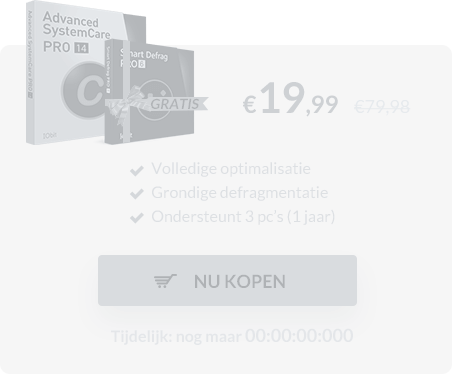 Advanced
SystemCare
PRO 14
Smart Defrag
PRO 6
GRATIS
€19,99 €79,98
Volledige optimalisatie
Grondige defragmentatie
Ondersteunt 3 pc's (1 jaar)
NU KOPEN
Tijdelijk: nog maar 00:00:00:000